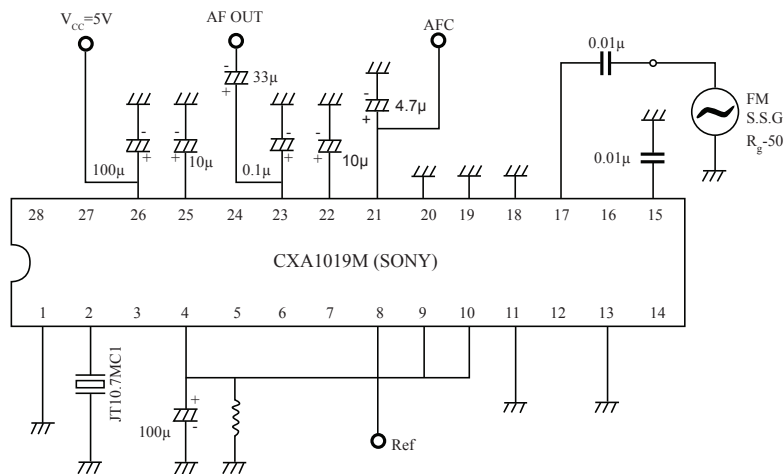 V_CC=5V
AF OUT
AFC
0.01µ
- 33µ +
- 4.7µ +
FM
S.S.G
R_g-50
0.01µ
- + 100µ
- + 10µ
0.1µ - +
- + 10µ
28 27 26 25 24 23 22 21 20 19 18 17 16 15
CXA1019M (SONY)
1 2 3 4 5 6 7 8 9 10 11 12 13 14
JT10.7MC1
+ 100µ -
Ref